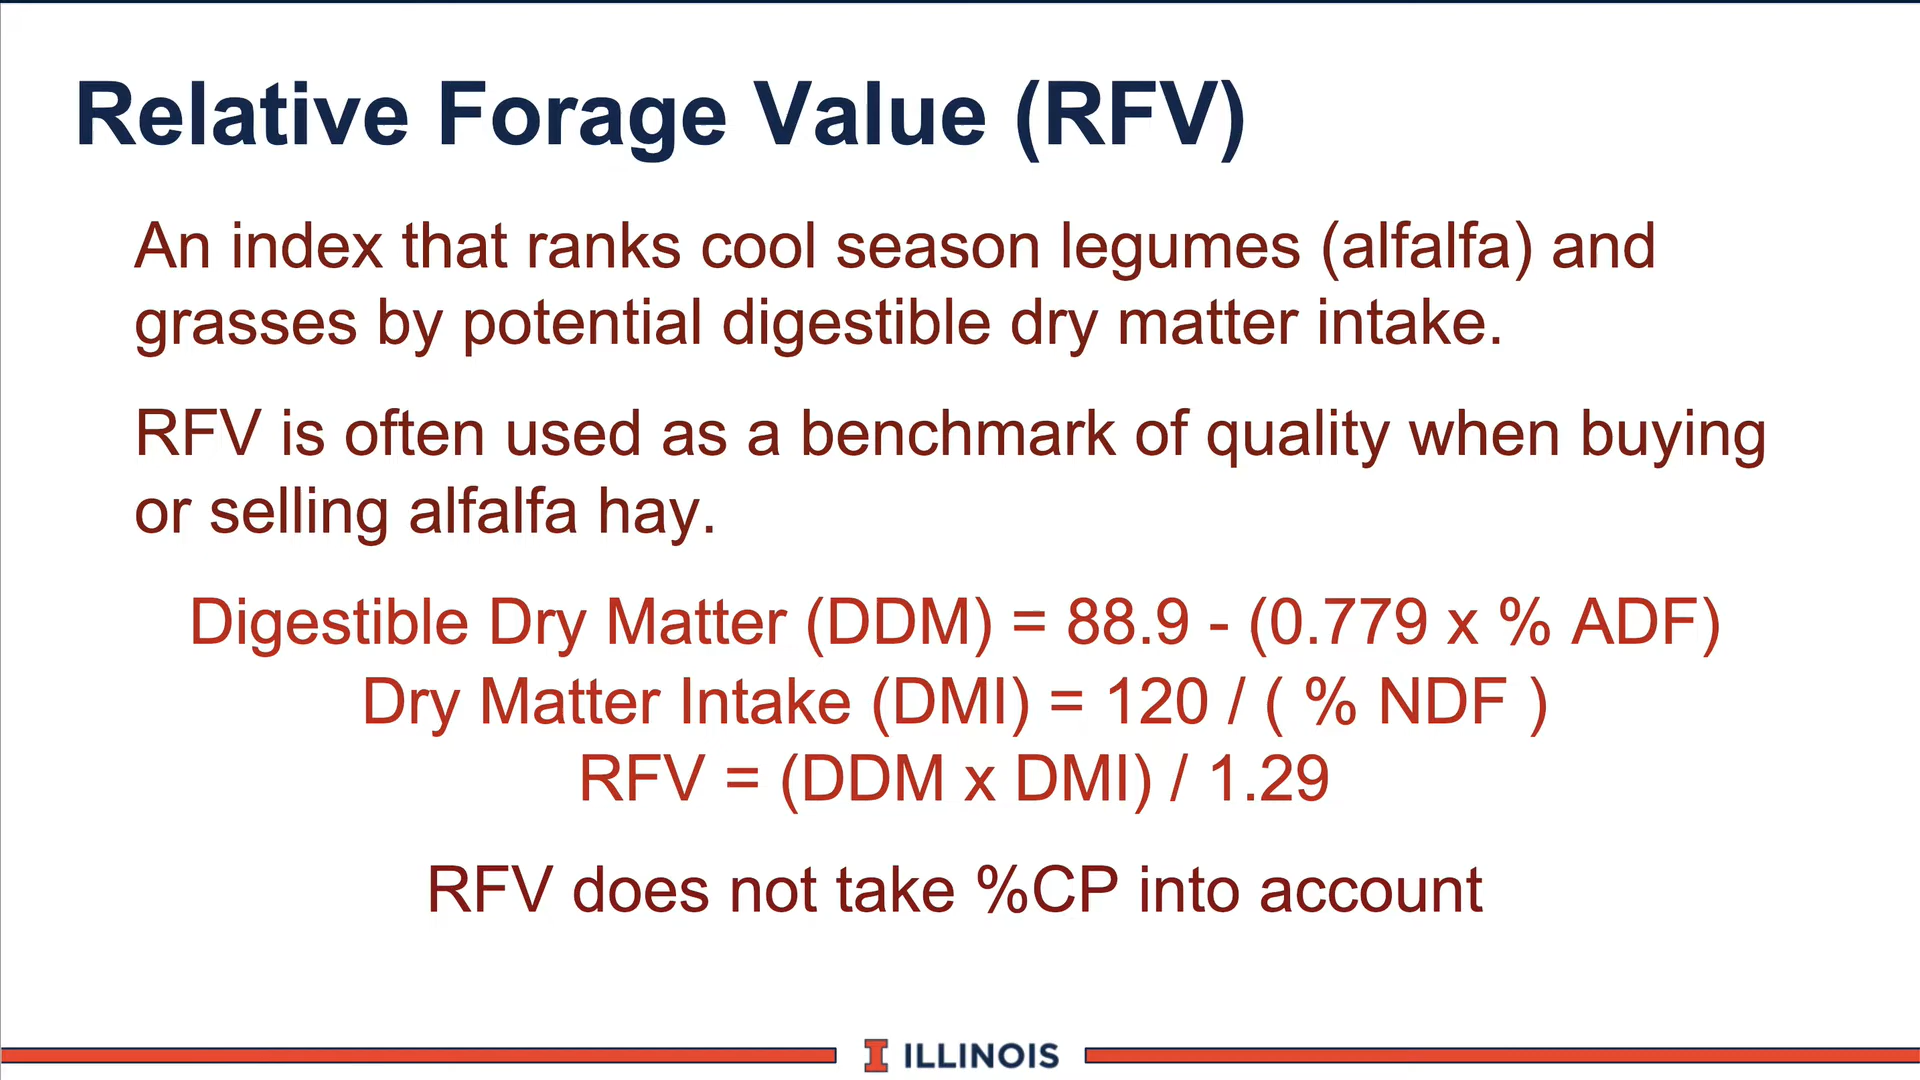 Relative Forage Value (RFV)
An index that ranks cool season legumes (alfalfa) and
grasses by potential digestible dry matter intake.
RFV is often used as a benchmark of quality when buying
or selling alfalfa hay.
Digestible Dry Matter (DDM) = 88.9 - (0.779 x % ADF)
Dry Matter Intake (DMI) = 120 / ( % NDF )
RFV = (DDM x DMI) / 1.29
RFV does not take %CP into account
I ILLINOIS